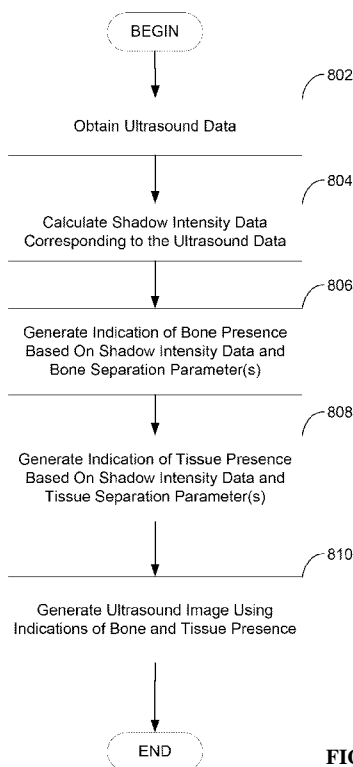 BEGIN
802
Obtain Ultrasound Data
804
Calculate Shadow Intensity Data
Corresponding to the Ultrasound Data
806
Generate Indication of Bone Presence
Based On Shadow Intensity Data and
Bone Separation Parameter(s)
808
Generate Indication of Tissue Presence
Based On Shadow Intensity Data and
Tissue Separation Parameter(s)
810
Generate Ultrasound Image Using
Indications of Bone and Tissue Presence
END
FIG